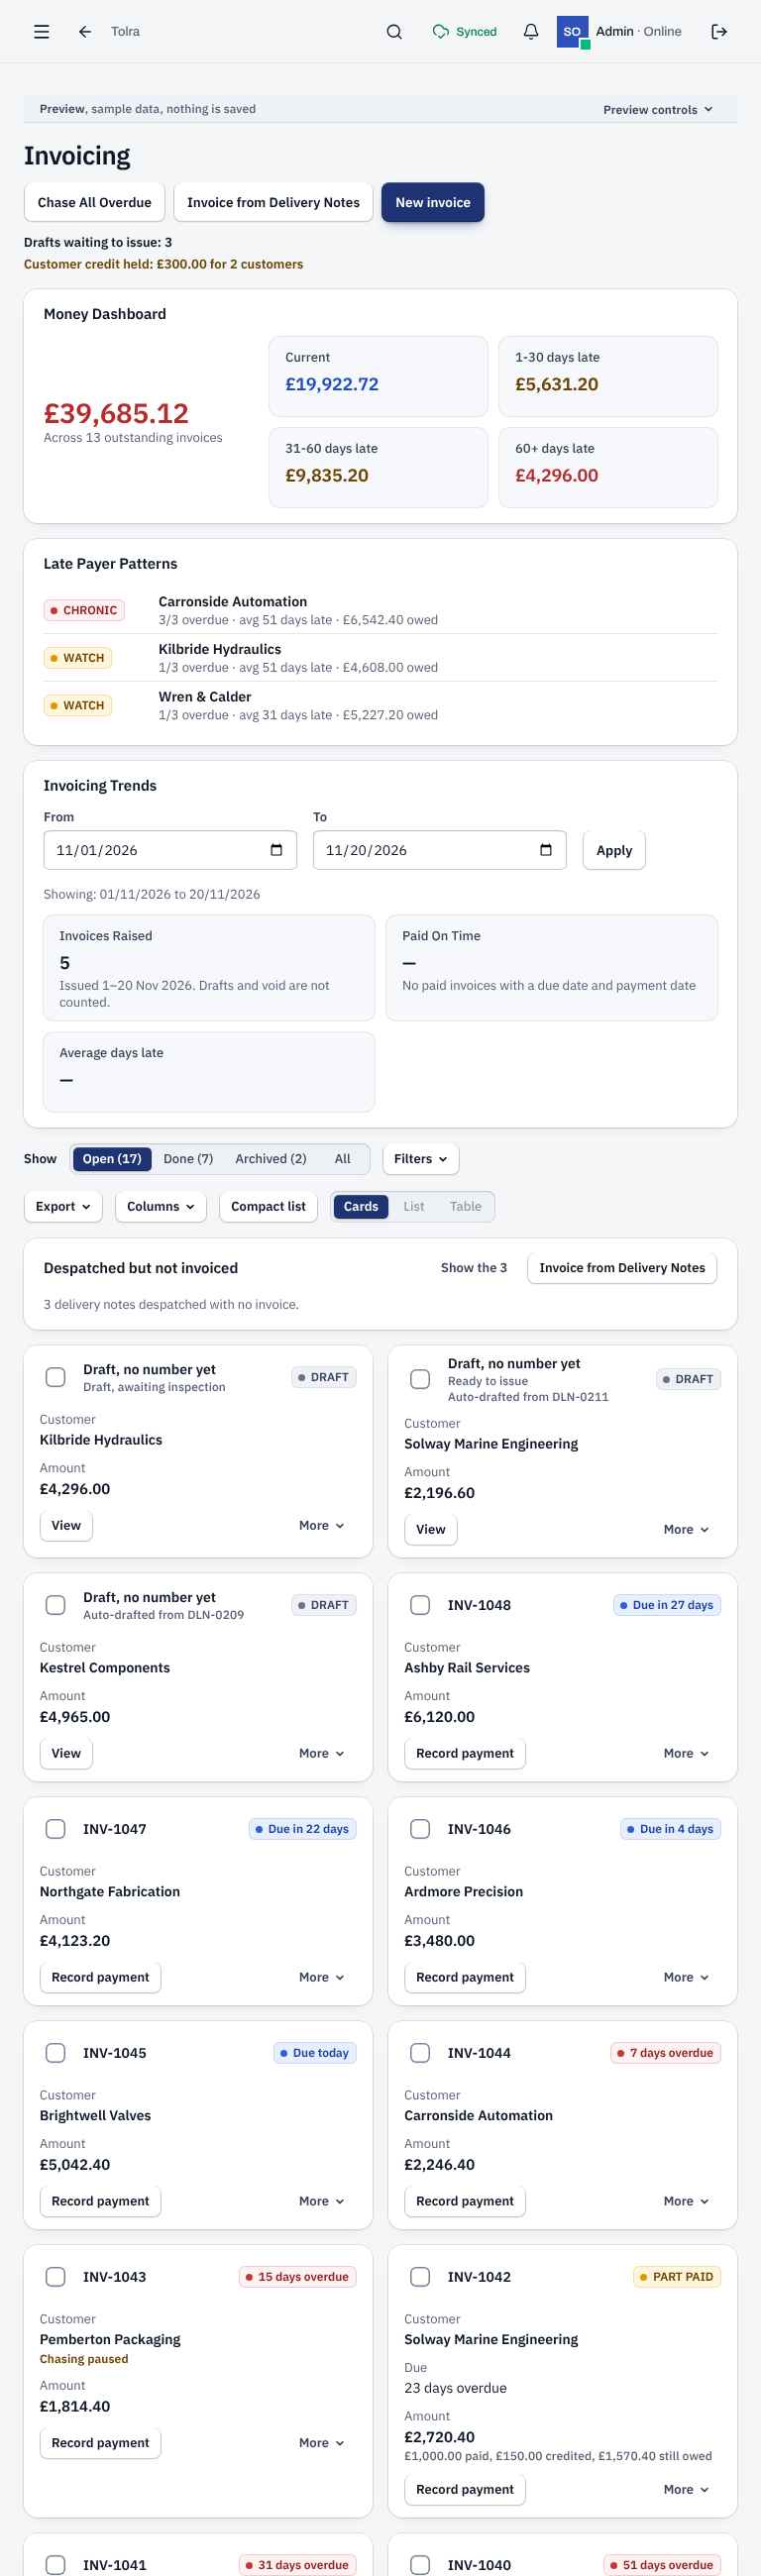 Tolra
Synced
SO
Admin · Online
Preview, sample data, nothing is saved
Preview controls
Invoicing
Chase All Overdue
Invoice from Delivery Notes
New invoice
Drafts waiting to issue: 3
Customer credit held: £300.00 for 2 customers
Money Dashboard
£39,685.12
Across 13 outstanding invoices
Current
£19,922.72
1-30 days late
£5,631.20
31-60 days late
£9,835.20
60+ days late
£4,296.00
Late Payer Patterns
CHRONIC
Carronside Automation
3/3 overdue · avg 51 days late · £6,542.40 owed
WATCH
Kilbride Hydraulics
1/3 overdue · avg 51 days late · £4,608.00 owed
WATCH
Wren & Calder
1/3 overdue · avg 31 days late · £5,227.20 owed
Invoicing Trends
From
11/01/2026
To
11/20/2026
Apply
Showing: 01/11/2026 to 20/11/2026
Invoices Raised
5
Issued 1–20 Nov 2026. Drafts and void are not
counted.
Paid On Time
—
No paid invoices with a due date and payment date
Average days late
—
Show
Open (17)
Done (7)
Archived (2)
All
Filters
Export
Columns
Compact list
Cards
List
Table
Despatched but not invoiced
Show the 3
Invoice from Delivery Notes
3 delivery notes despatched with no invoice.
Draft, no number yet
Draft, awaiting inspection
DRAFT
Customer
Kilbride Hydraulics
Amount
£4,296.00
View
More
Draft, no number yet
Ready to issue
Auto-drafted from DLN-0211
DRAFT
Customer
Solway Marine Engineering
Amount
£2,196.60
View
More
Draft, no number yet
Auto-drafted from DLN-0209
DRAFT
Customer
Kestrel Components
Amount
£4,965.00
View
More
INV-1048
Due in 27 days
Customer
Ashby Rail Services
Amount
£6,120.00
Record payment
More
INV-1047
Due in 22 days
Customer
Northgate Fabrication
Amount
£4,123.20
Record payment
More
INV-1046
Due in 4 days
Customer
Ardmore Precision
Amount
£3,480.00
Record payment
More
INV-1045
Due today
Customer
Brightwell Valves
Amount
£5,042.40
Record payment
More
INV-1044
7 days overdue
Customer
Carronside Automation
Amount
£2,246.40
Record payment
More
INV-1043
15 days overdue
Customer
Pemberton Packaging
Chasing paused
Amount
£1,814.40
Record payment
More
INV-1042
PART PAID
Customer
Solway Marine Engineering
Due
23 days overdue
Amount
£2,720.40
£1,000.00 paid, £150.00 credited, £1,570.40 still owed
Record payment
More
INV-1041
31 days overdue
INV-1040
51 days overdue